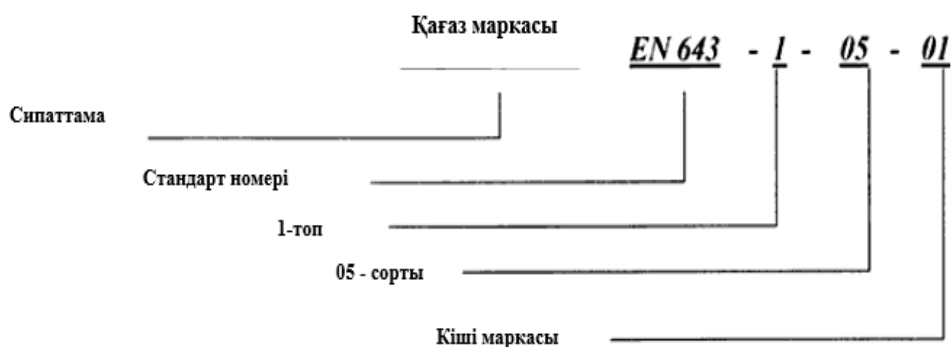 Қағаз маркасы
EN 643 - 1 - 05 - 01
Сипаттама
Стандарт номері
1-топ
05 - сорты
Кіші маркасы